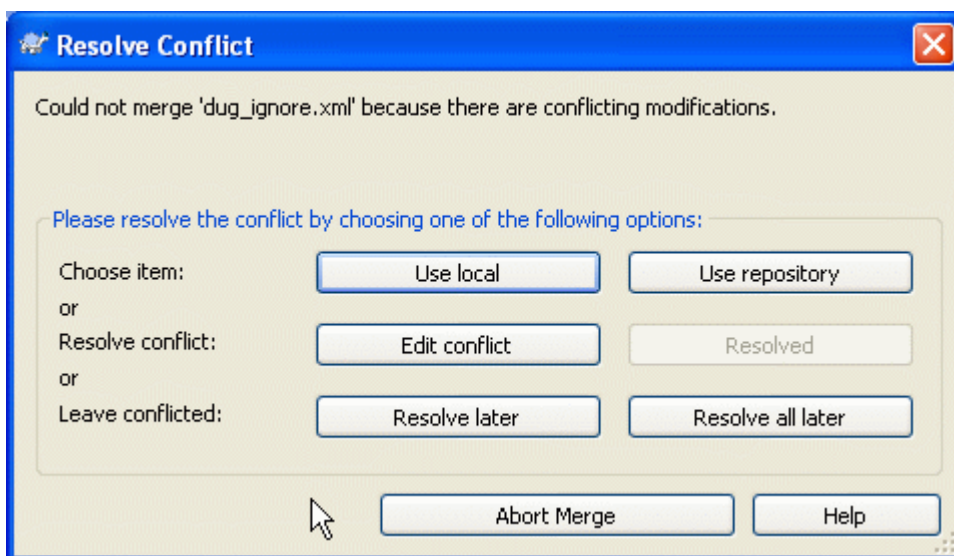 Resolve Conflict
Could not merge 'dug_ignore.xml' because there are conflicting modifications.
Please resolve the conflict by choosing one of the following options:
Choose item: Use local Use repository
or
Resolve conflict: Edit conflict Resolved
or
Leave conflicted: Resolve later Resolve all later
Abort Merge Help